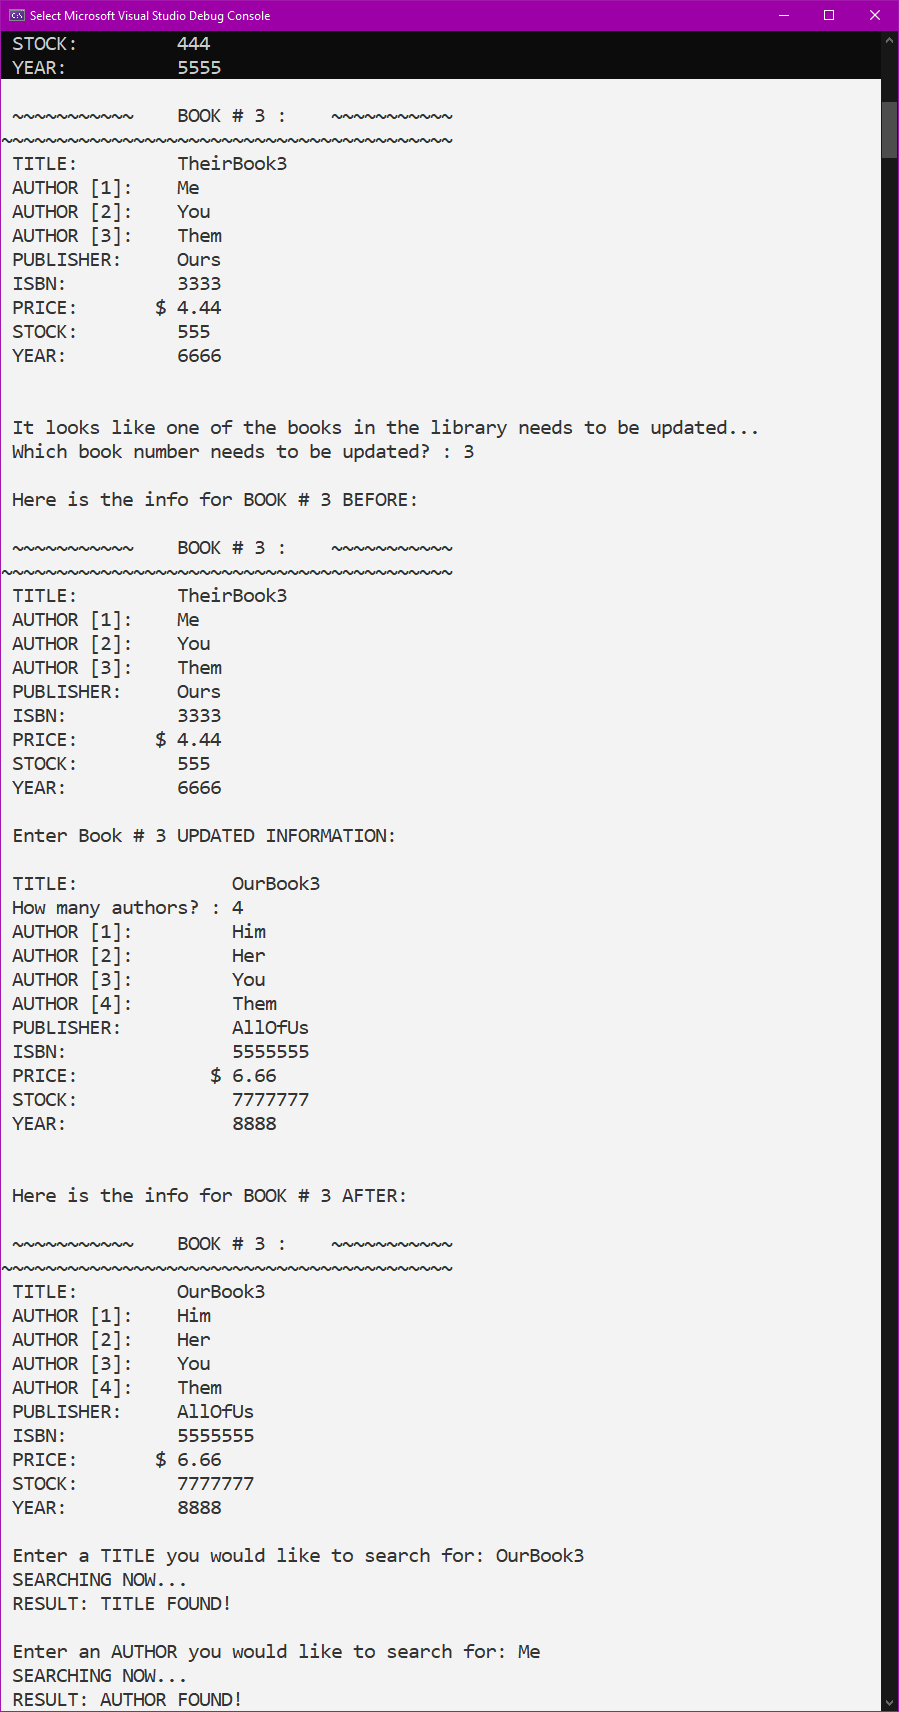 Select Microsoft Visual Studio Debug Console
STOCK: 444
YEAR: 5555
~~~~~~~~~~~ BOOK # 3 : ~~~~~~~~~~~
~~~~~~~~~~~~~~~~~~~~~~~~~~~~~~~~~~~~~~~~~
TITLE: TheirBook3
AUTHOR [1]: Me
AUTHOR [2]: You
AUTHOR [3]: Them
PUBLISHER: Ours
ISBN: 3333
PRICE: $ 4.44
STOCK: 555
YEAR: 6666
It looks like one of the books in the library needs to be updated...
Which book number needs to be updated? : 3
Here is the info for BOOK # 3 BEFORE:
~~~~~~~~~~~ BOOK # 3 : ~~~~~~~~~~~
~~~~~~~~~~~~~~~~~~~~~~~~~~~~~~~~~~~~~~~~~
TITLE: TheirBook3
AUTHOR [1]: Me
AUTHOR [2]: You
AUTHOR [3]: Them
PUBLISHER: Ours
ISBN: 3333
PRICE: $ 4.44
STOCK: 555
YEAR: 6666
Enter Book # 3 UPDATED INFORMATION:
TITLE: OurBook3
How many authors? : 4
AUTHOR [1]: Him
AUTHOR [2]: Her
AUTHOR [3]: You
AUTHOR [4]: Them
PUBLISHER: AllOfUs
ISBN: 5555555
PRICE: $ 6.66
STOCK: 7777777
YEAR: 8888
Here is the info for BOOK # 3 AFTER:
~~~~~~~~~~~ BOOK # 3 : ~~~~~~~~~~~
~~~~~~~~~~~~~~~~~~~~~~~~~~~~~~~~~~~~~~~~~
TITLE: OurBook3
AUTHOR [1]: Him
AUTHOR [2]: Her
AUTHOR [3]: You
AUTHOR [4]: Them
PUBLISHER: AllOfUs
ISBN: 5555555
PRICE: $ 6.66
STOCK: 7777777
YEAR: 8888
Enter a TITLE you would like to search for: OurBook3
SEARCHING NOW...
RESULT: TITLE FOUND!
Enter an AUTHOR you would like to search for: Me
SEARCHING NOW...
RESULT: AUTHOR FOUND!